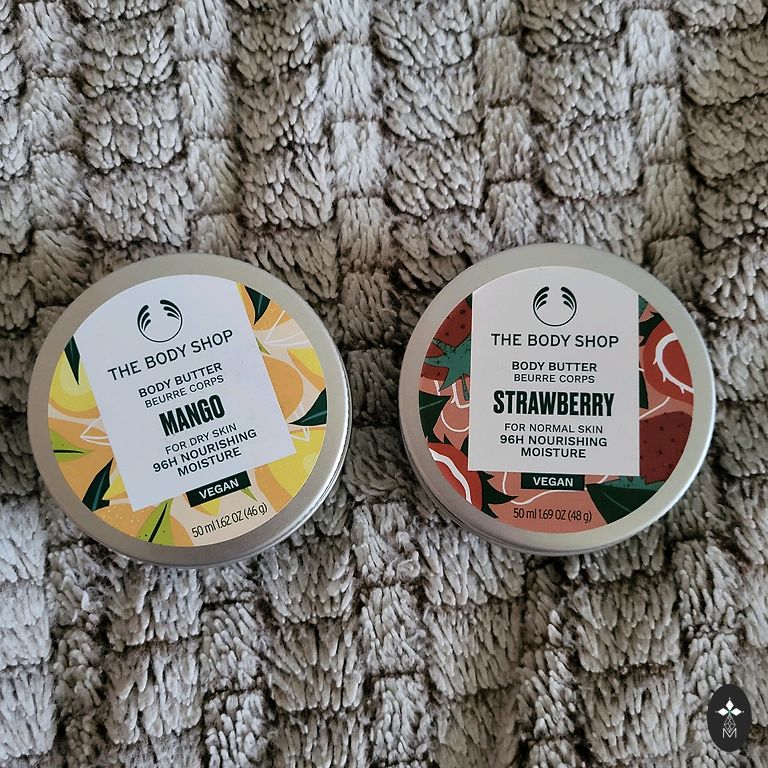 THE BODY SHOP
BODY BUTTER
BEURRE CORPS
MANGO
FOR DRY SKIN
96H NOURISHING
MOISTURE
VEGAN
50 ml 1.62 OZ (46 g)
THE BODY SHOP
BODY BUTTER
BEURRE CORPS
STRAWBERRY
FOR NORMAL SKIN
96H NOURISHING
MOISTURE
VEGAN
50 ml 1.69 OZ (48 g)
M